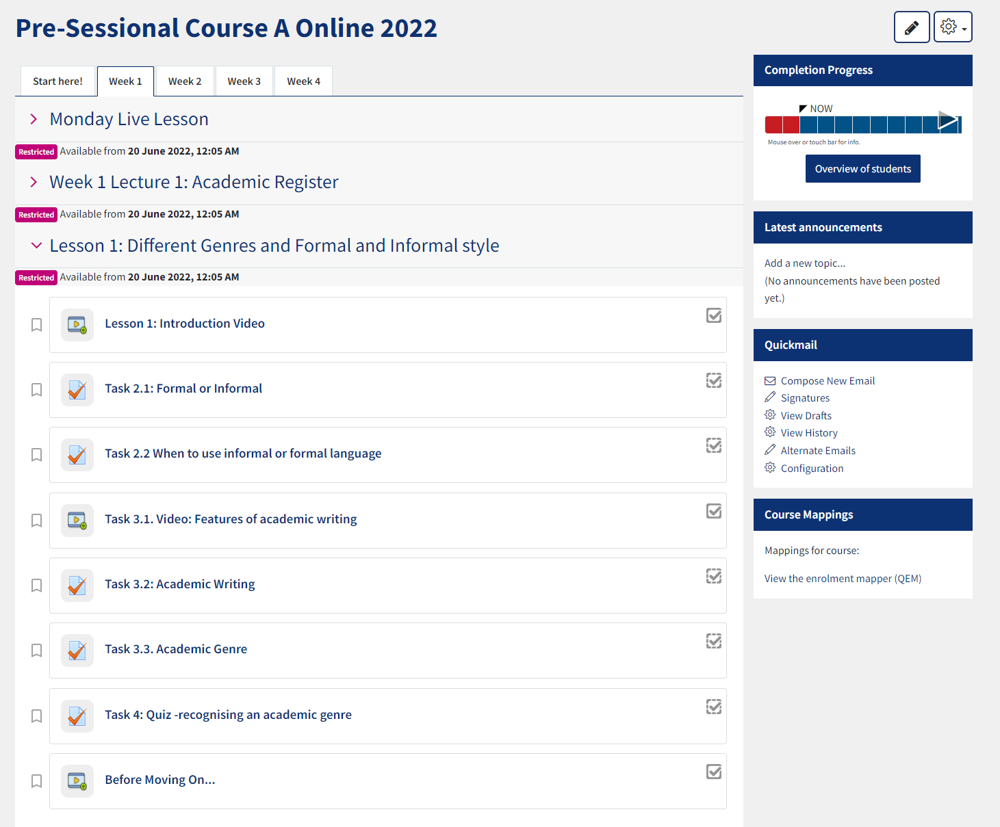 Pre-Sessional Course A Online 2022
Start here!
Week 1
Week 2
Week 3
Week 4
Monday Live Lesson
Restricted Available from 20 June 2022, 12:05 AM
Week 1 Lecture 1: Academic Register
Restricted Available from 20 June 2022, 12:05 AM
Lesson 1: Different Genres and Formal and Informal style
Restricted Available from 20 June 2022, 12:05 AM
Lesson 1: Introduction Video
Task 2.1: Formal or Informal
Task 2.2 When to use informal or formal language
Task 3.1. Video: Features of academic writing
Task 3.2: Academic Writing
Task 3.3. Academic Genre
Task 4: Quiz -recognising an academic genre
Before Moving On...
Completion Progress
NOW
Mouse over or touch bar for info.
Overview of students
Latest announcements
Add a new topic...
(No announcements have been posted
yet.)
Quickmail
Compose New Email
Signatures
View Drafts
View History
Alternate Emails
Configuration
Course Mappings
Mappings for course:
View the enrolment mapper (QEM)